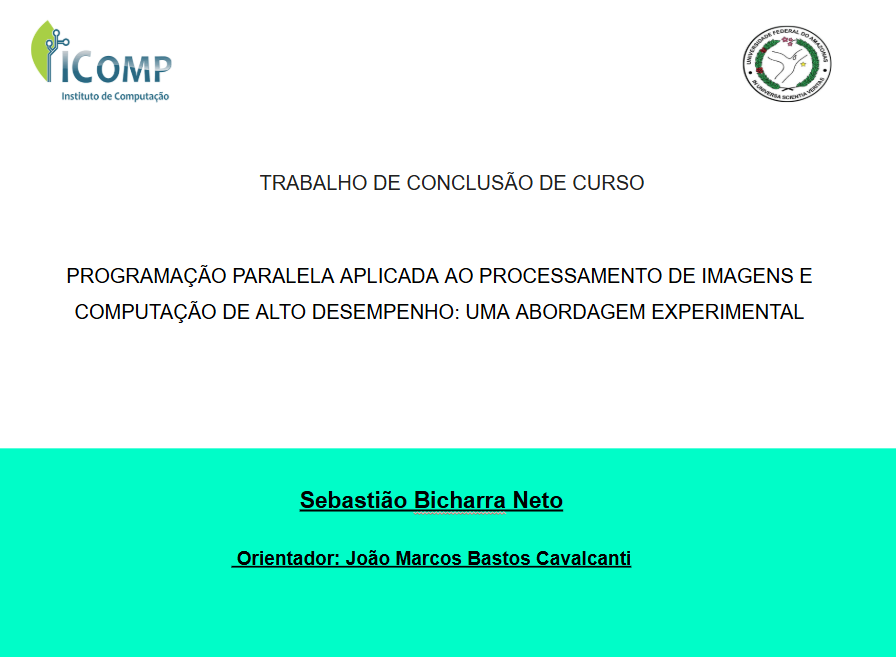 ICOMP
Instituto de Computação
UNIVERSIDADE FEDERAL DO AMAZONAS
IN UNIVERSA SCIENTIA VERITAS
TRABALHO DE CONCLUSÃO DE CURSO
PROGRAMAÇÃO PARALELA APLICADA AO PROCESSAMENTO DE IMAGENS E
COMPUTAÇÃO DE ALTO DESEMPENHO: UMA ABORDAGEM EXPERIMENTAL
Sebastião Bicharra Neto
Orientador: João Marcos Bastos Cavalcanti